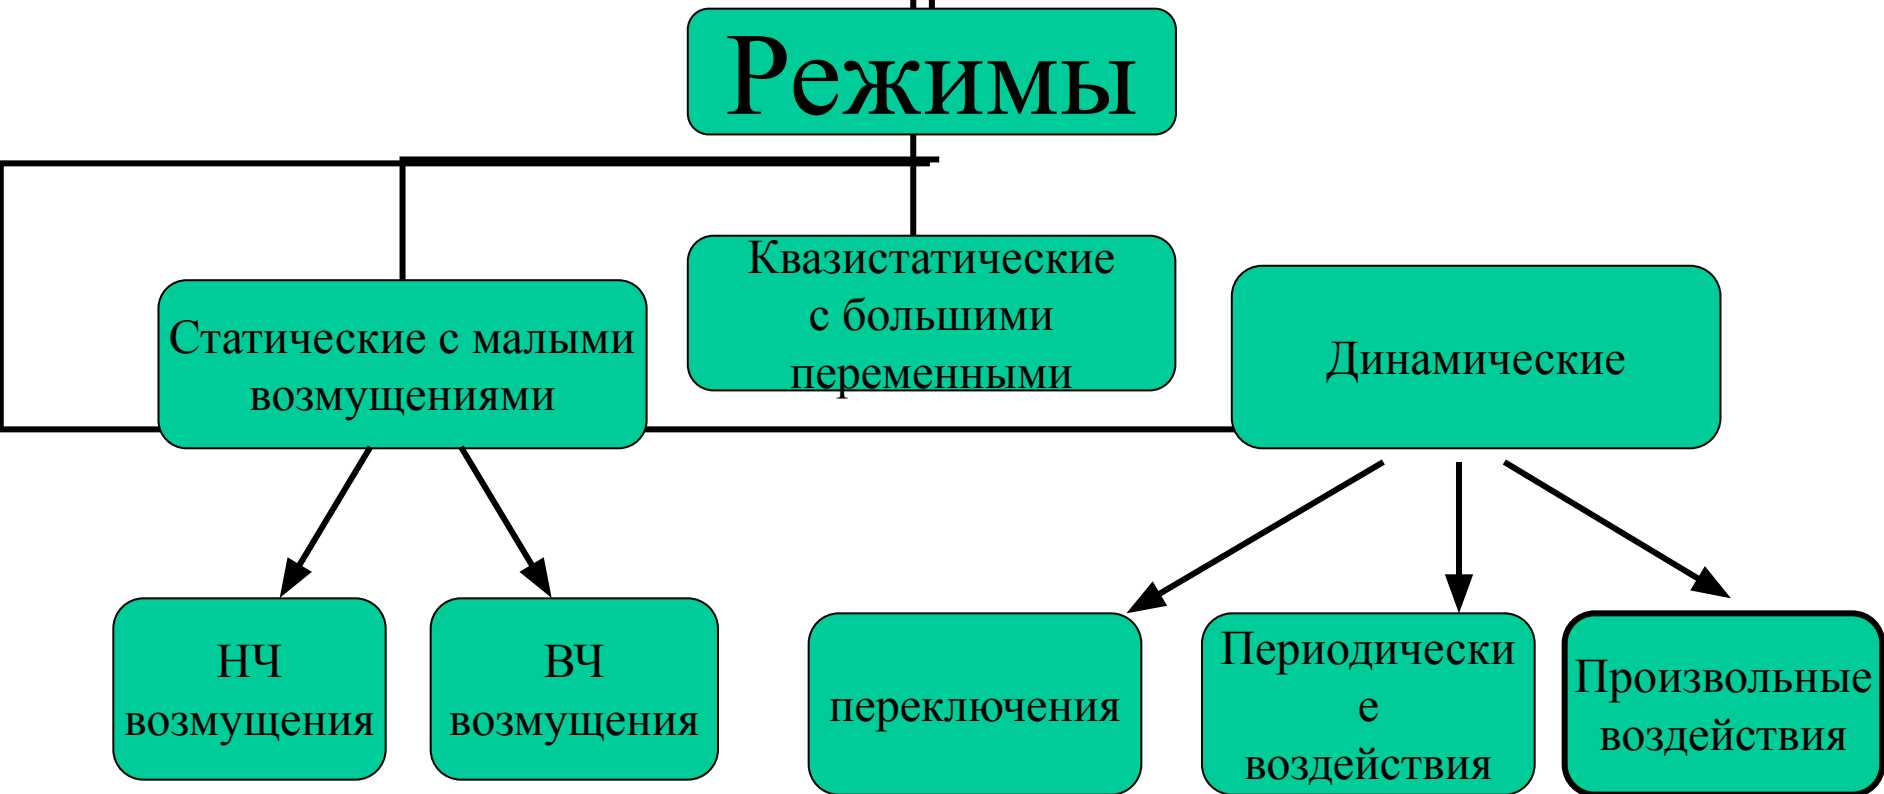 Режимы
Квазистатические
с большими
переменными
Статические с малыми
возмущениями
Динамические
НЧ
возмущения
ВЧ
возмущения
переключения
Периодически
е
воздействия
Произвольные
воздействия